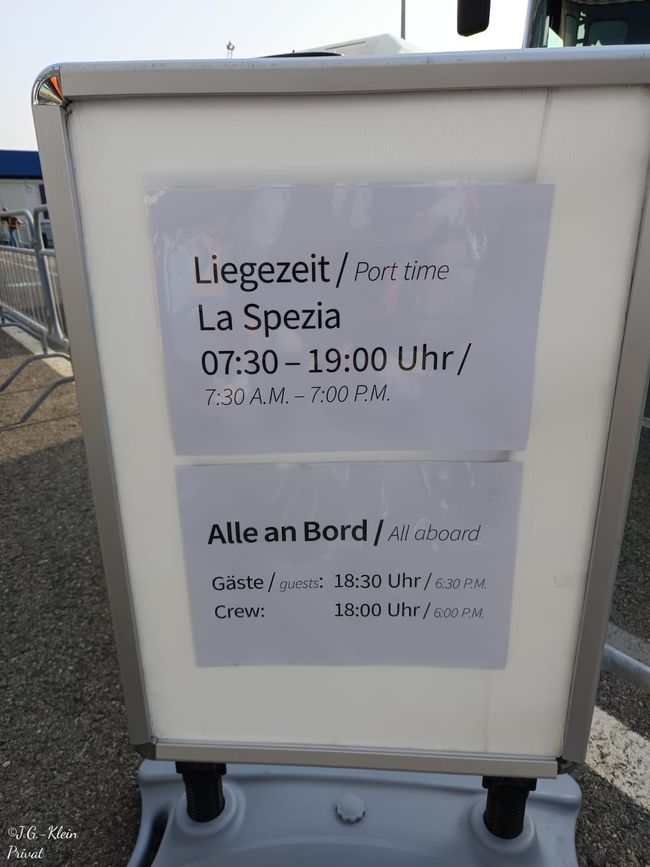 Liegezeit / Port time
La Spezia
07:30 – 19:00 Uhr /
7:30 A.M. – 7:00 P.M.
Alle an Bord / All aboard
Gäste / guests: 18:30 Uhr / 6:30 P.M.
Crew: 18:00 Uhr / 6:00 P.M.
©J.G.-Klein
Privat